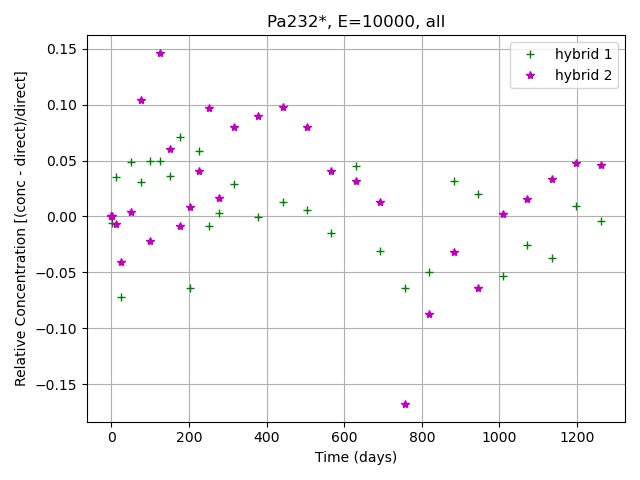 Pa232*, E=10000, all
Relative Concentration [(conc - direct)/direct]
0.15
0.10
0.05
0.00
−0.05
−0.10
−0.15
hybrid 1
hybrid 2
0 200 400 600 800 1000 1200
Time (days)